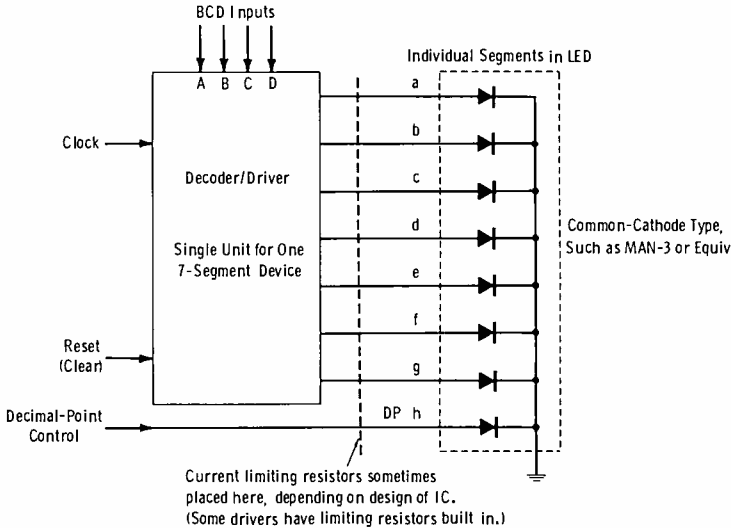 BCD Inputs
A B C D
Individual Segments in LED
a
b
c
d
e
f
g
DP h
Clock
Decoder/Driver
Single Unit for One
7-Segment Device
Common-Cathode Type,
Such as MAN-3 or Equiv
Reset
(Clear)
Decimal-Point
Control
Current limiting resistors sometimes
placed here, depending on design of IC.
(Some drivers have limiting resistors built in.)